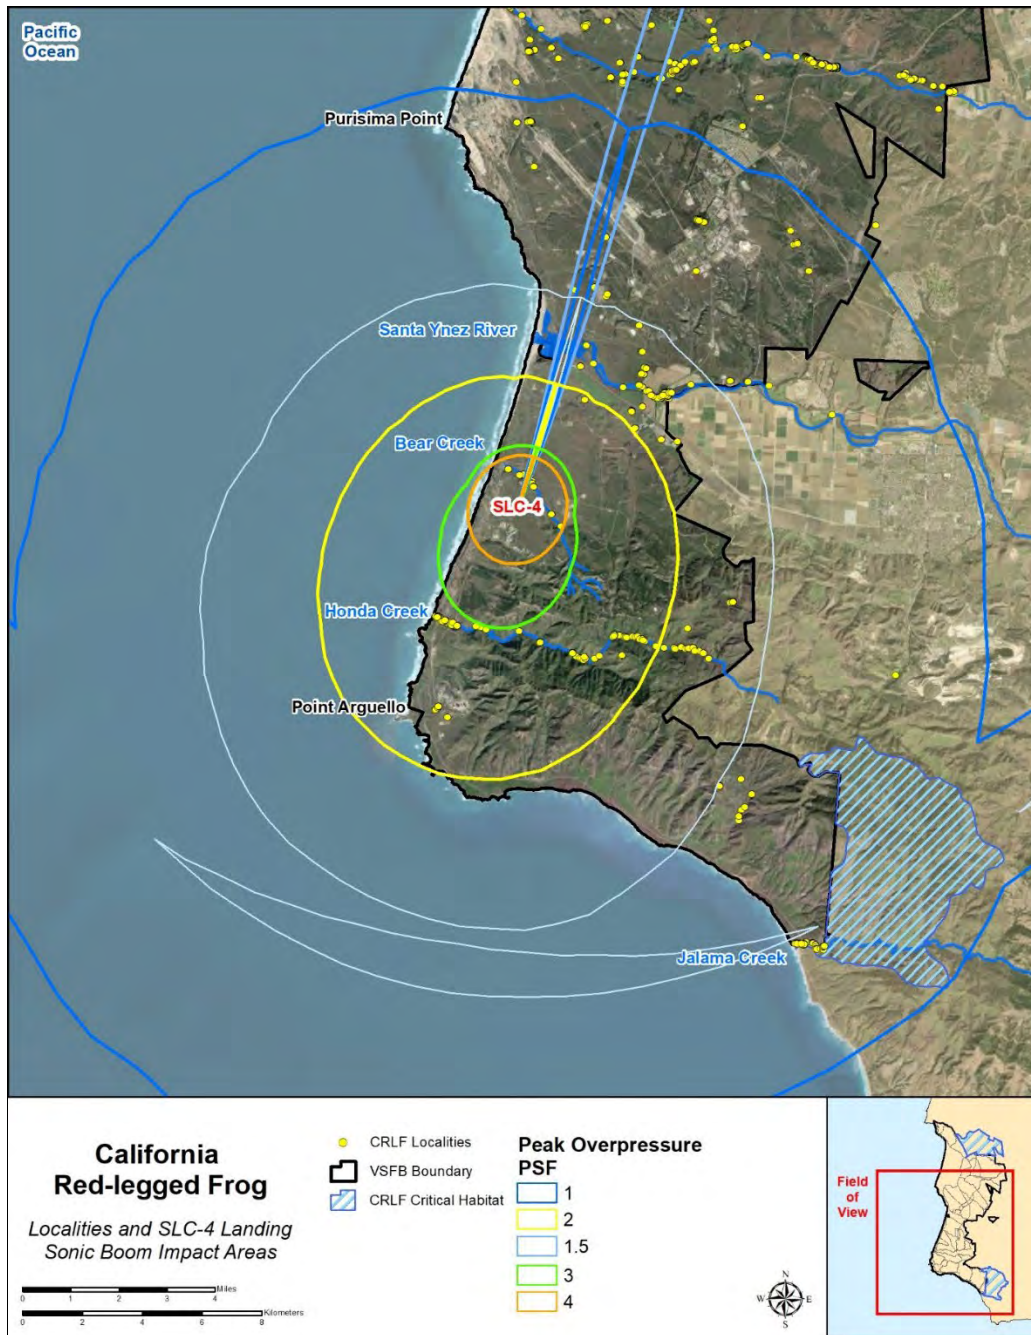 Pacific
Ocean
Purisima Point
Santa Ynez River
Bear Creek
SLC-4
Honda Creek
Point Arguello
Jalama Creek
California
Red-legged Frog
Localities and SLC-4 Landing
Sonic Boom Impact Areas
Miles
0 1 2 3 4
Kilometers
0 2 4 6 8
CRLF Localities
VSFB Boundary
CRLF Critical Habitat
Peak Overpressure
PSF
1
2
1.5
3
4
N
W E
S
Field
of
View